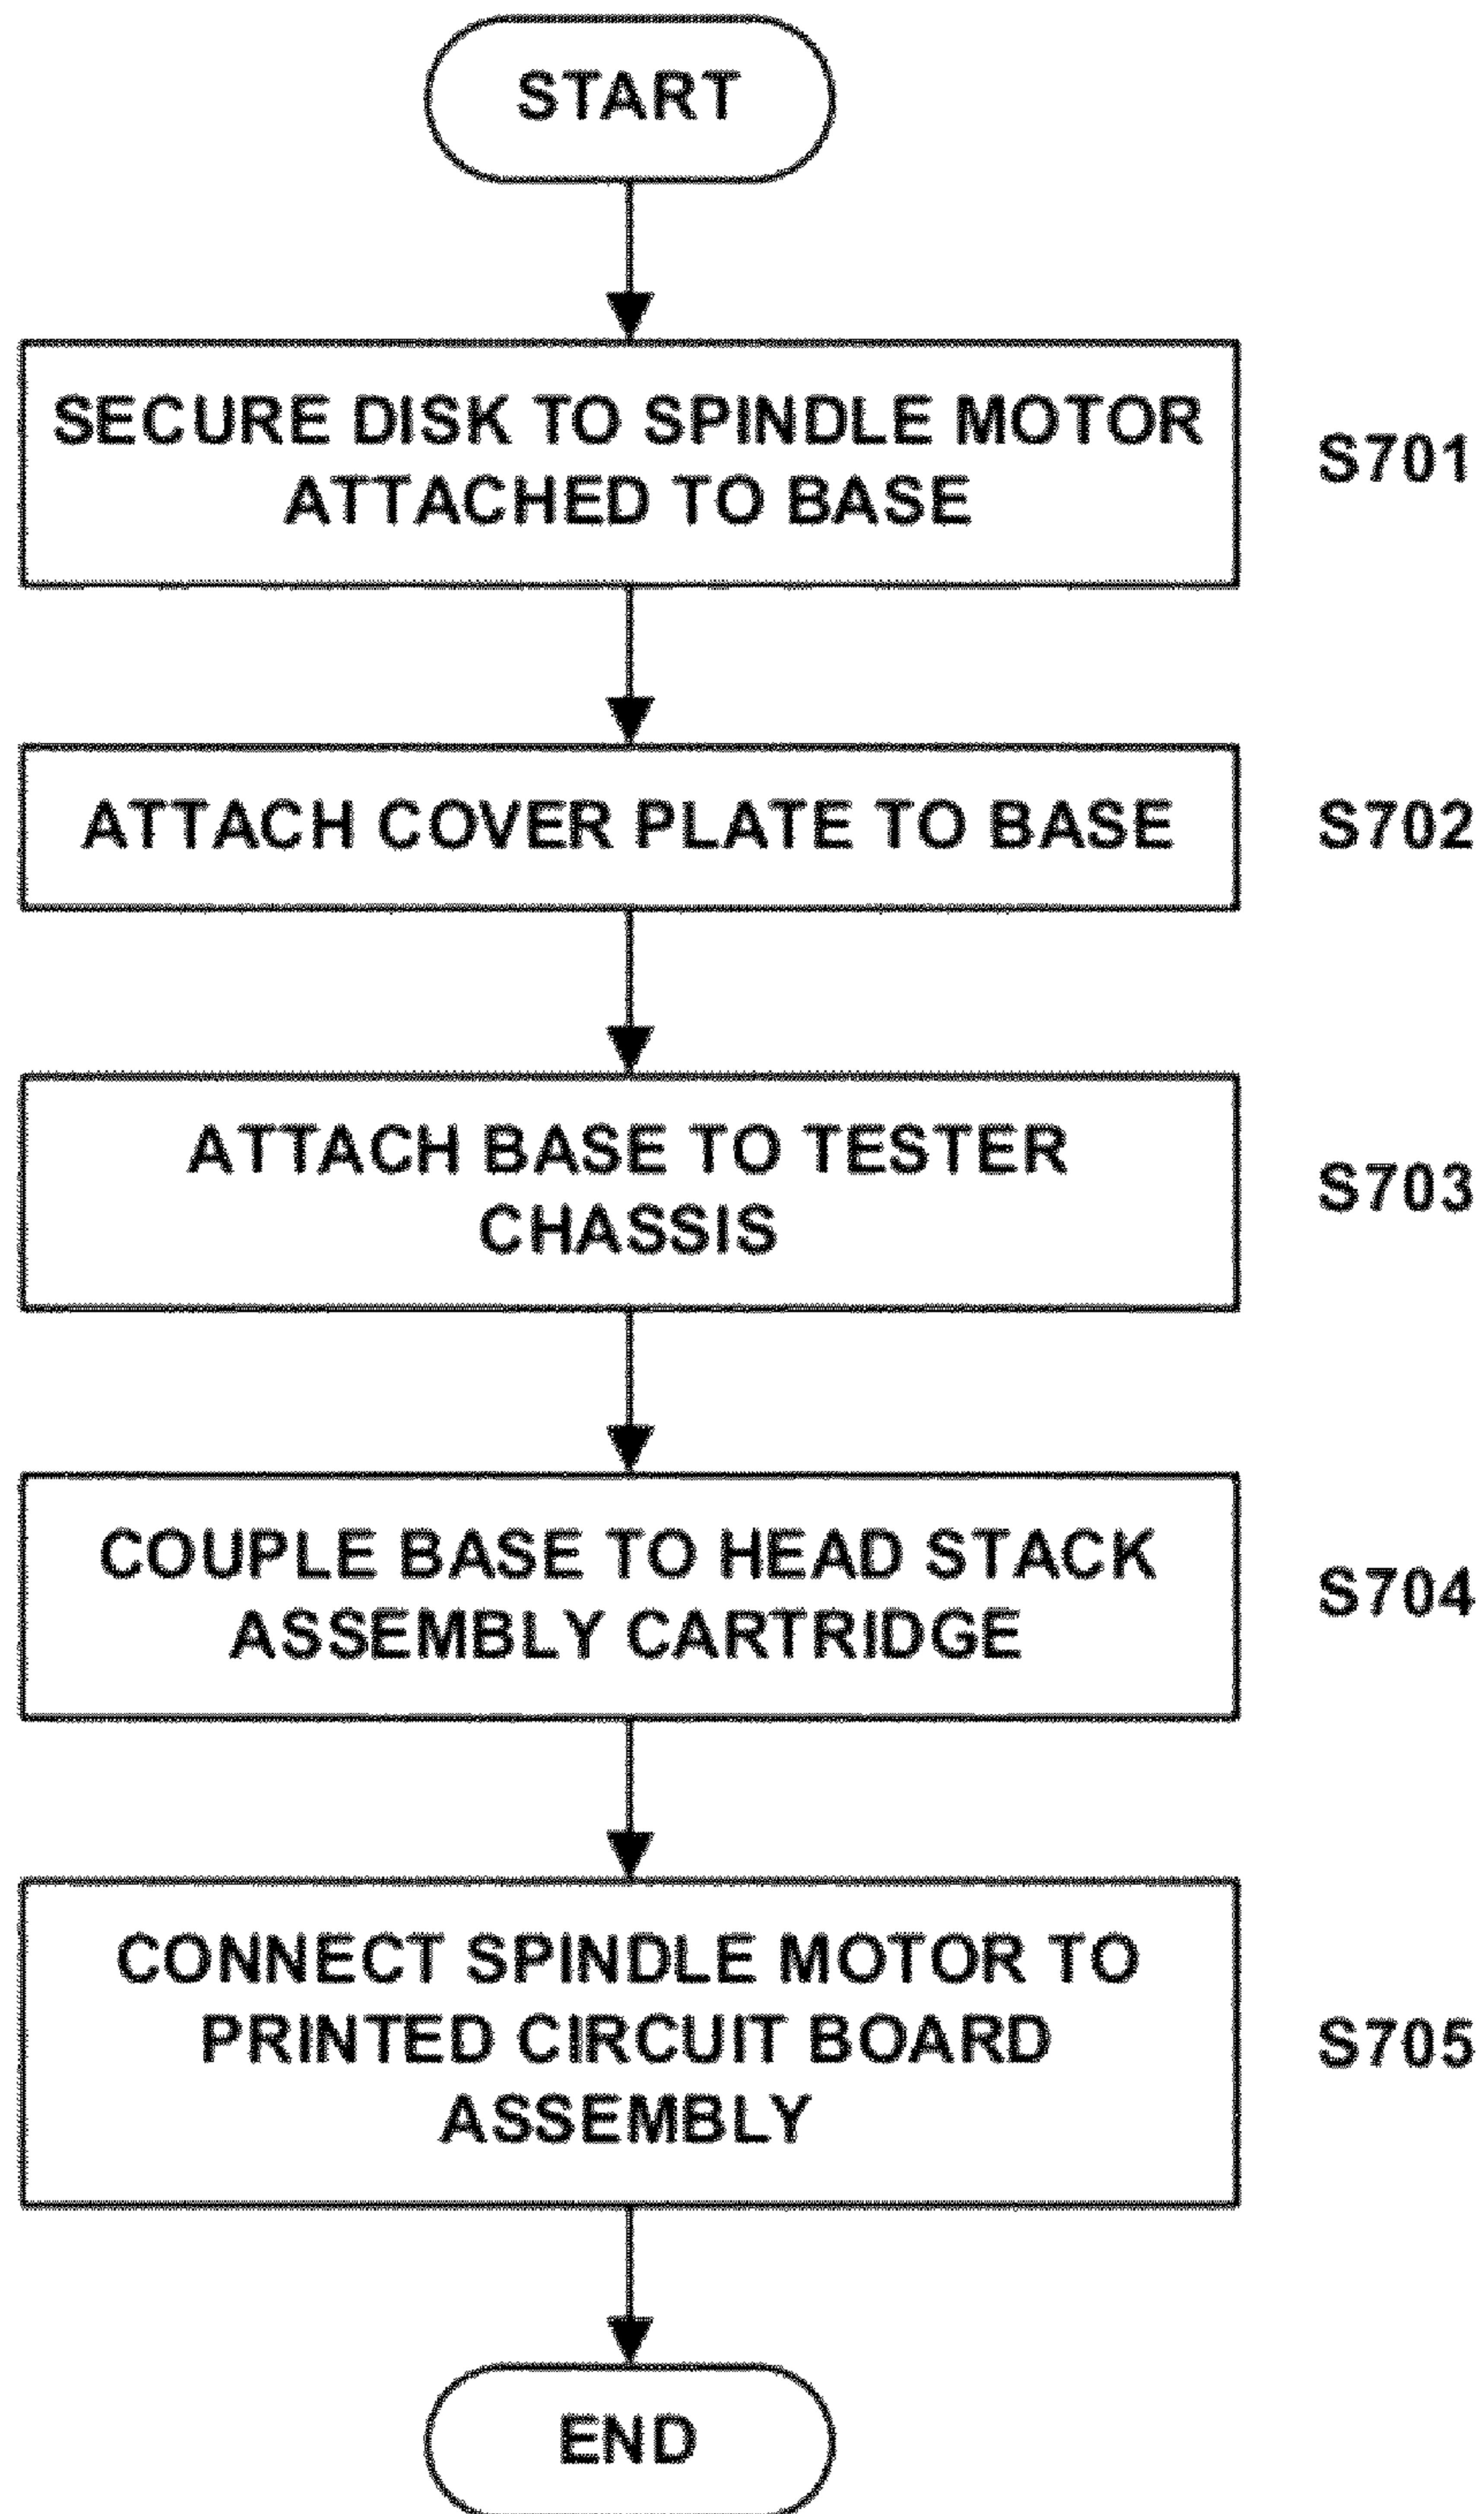 START
SECURE DISK TO SPINDLE MOTOR
ATTACHED TO BASE
S701
ATTACH COVER PLATE TO BASE
S702
ATTACH BASE TO TESTER
CHASSIS
S703
COUPLE BASE TO HEAD STACK
ASSEMBLY CARTRIDGE
S704
CONNECT SPINDLE MOTOR TO
PRINTED CIRCUIT BOARD
ASSEMBLY
S705
END